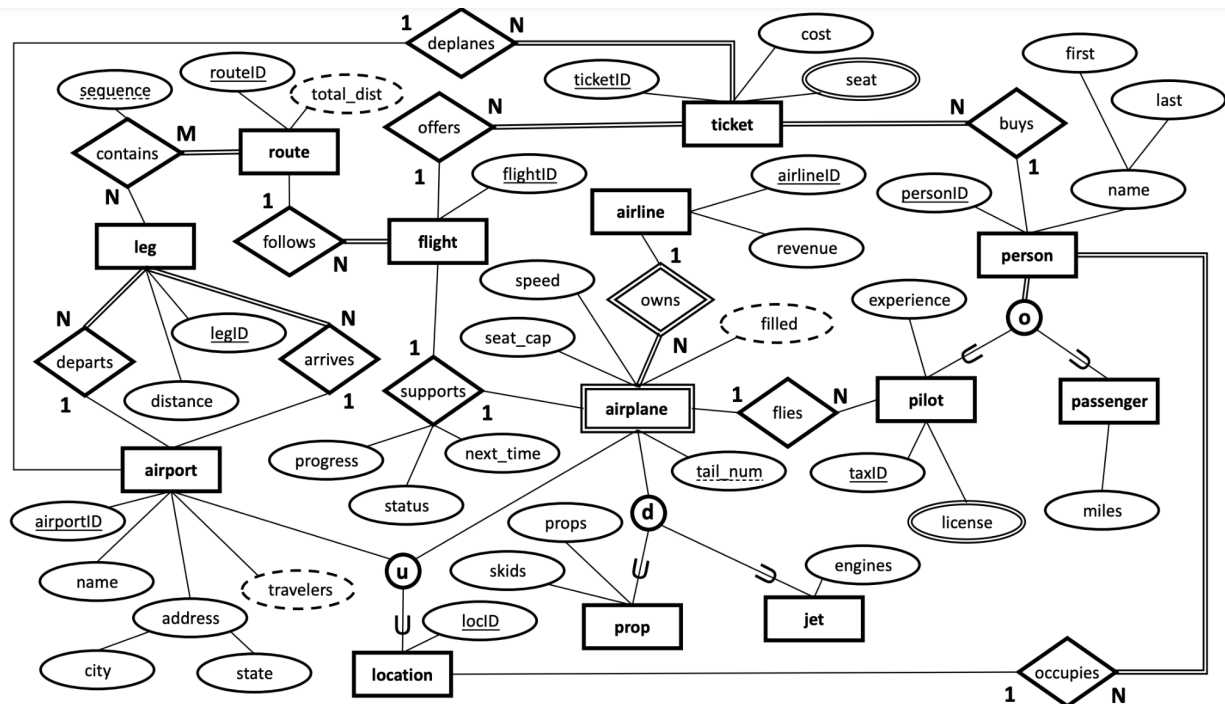 1
deplanes
N
cost
first
routeID
total_dist
ticketID
seat
last
sequence
M
N
N
contains
route
offers
ticket
buys
1
flightID
airlineID
1
name
N
1
airline
personID
leg
follows
flight
revenue
person
N
1
speed
owns
experience
o
N
legID
N
seat_cap
N
filled
departs
arrives
1
supports
1
distance
1
1
airplane
1
flies
N
pilot
passenger
airport
progress
next_time
tail_num
taxID
airportID
status
props
d
license
miles
name
travelers
u
skids
engines
address
locID
prop
jet
city
state
location
occupies
1
N